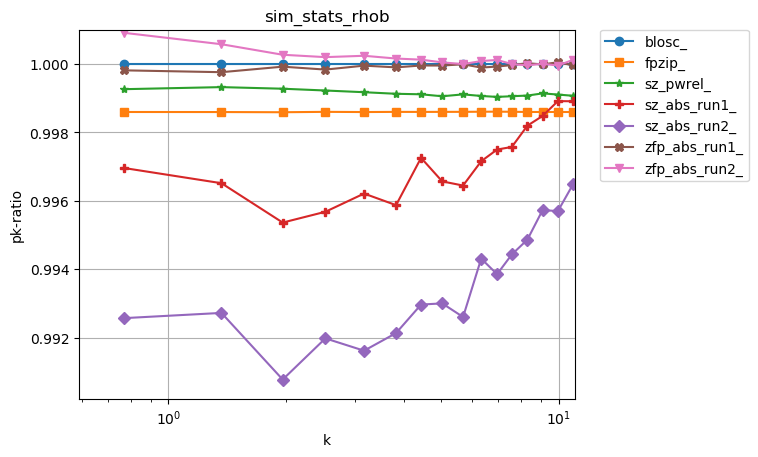 sim_stats_rhob
pk-ratio
1.000
0.998
0.996
0.994
0.992
10⁰
10¹
k
blosc_
fpzip_
sz_pwrel_
sz_abs_run1_
sz_abs_run2_
zfp_abs_run1_
zfp_abs_run2_